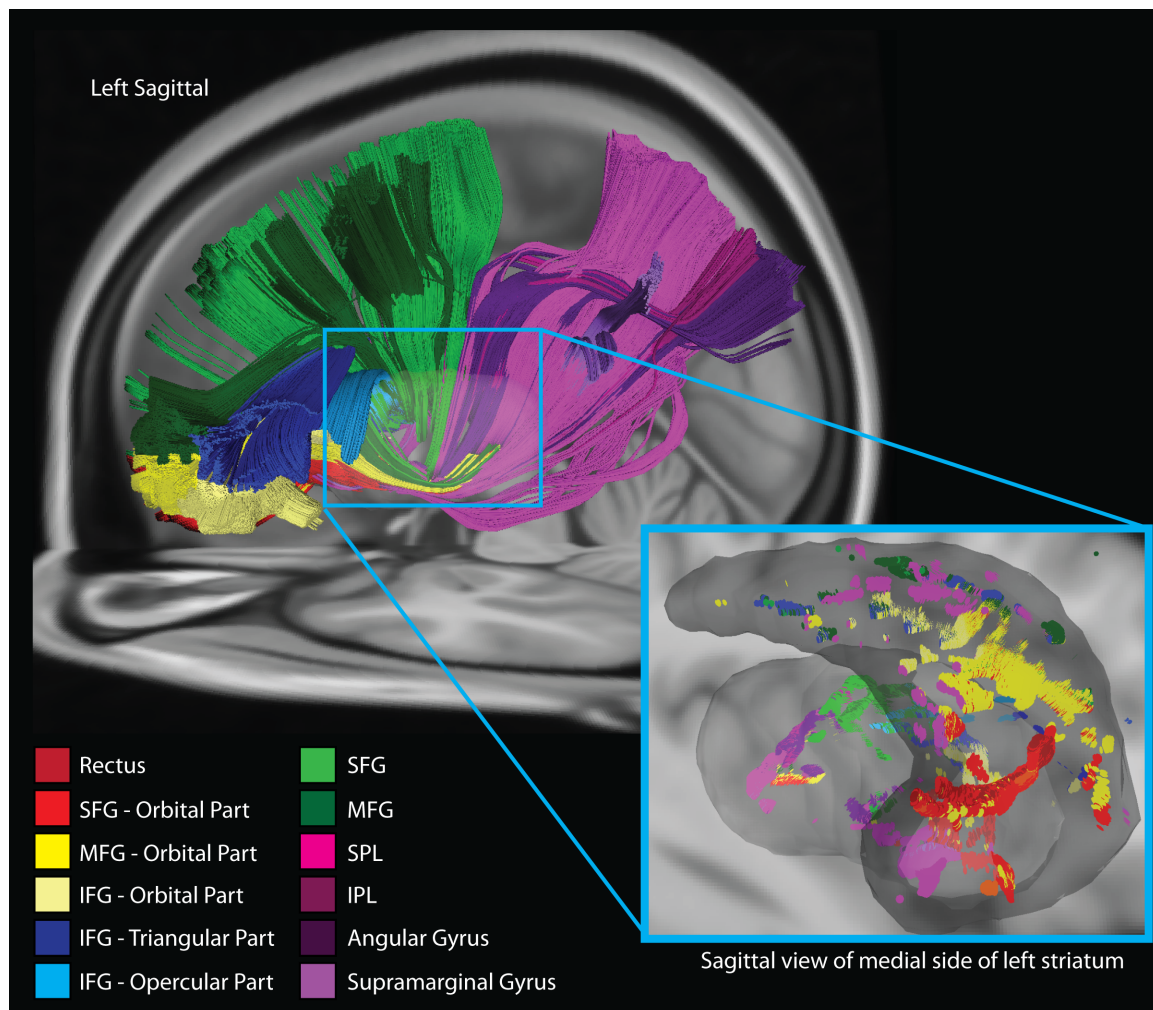 Left Sagittal
Rectus
SFG - Orbital Part
MFG - Orbital Part
IFG - Orbital Part
IFG - Triangular Part
IFG - Opercular Part
SFG
MFG
SPL
IPL
Angular Gyrus
Supramarginal Gyrus
Sagittal view of medial side of left striatum